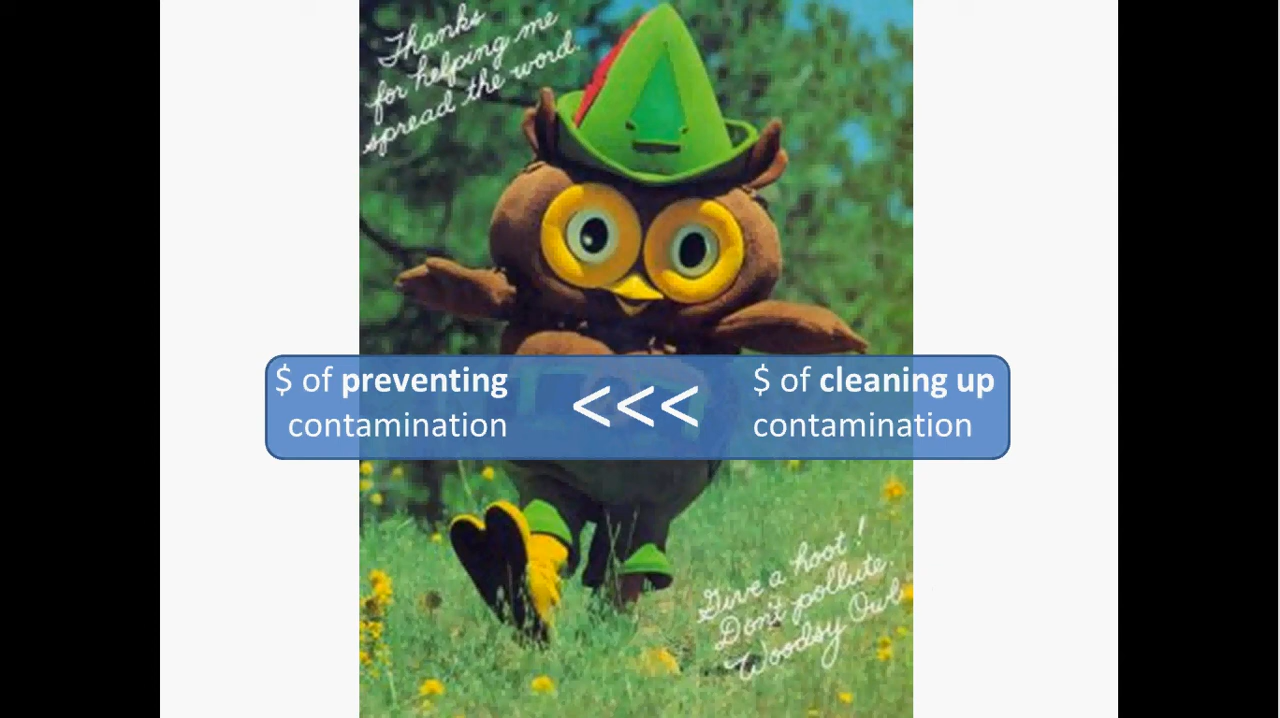 Thanks
for helping me
spread the word.
$ of preventing
contamination
<<<
$ of cleaning up
contamination
Give a hoot!
Don't pollute.
Woodsy Owl